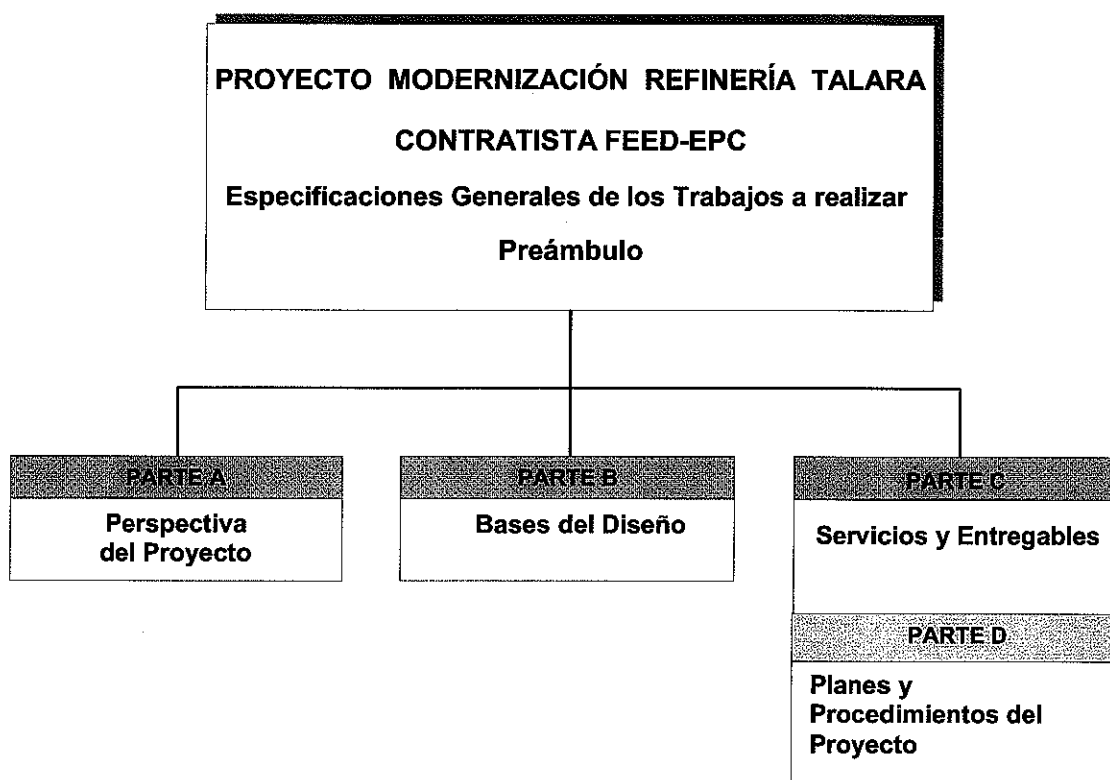 PROYECTO MODERNIZACIÓN REFINERÍA TALARA
CONTRATISTA FEED-EPC
Especificaciones Generales de los Trabajos a realizar
Preámbulo
PARTE A
Perspectiva
del Proyecto
PARTE B
Bases del Diseño
PARTE C
Servicios y Entregables
PARTE D
Planes y
Procedimientos del
Proyecto